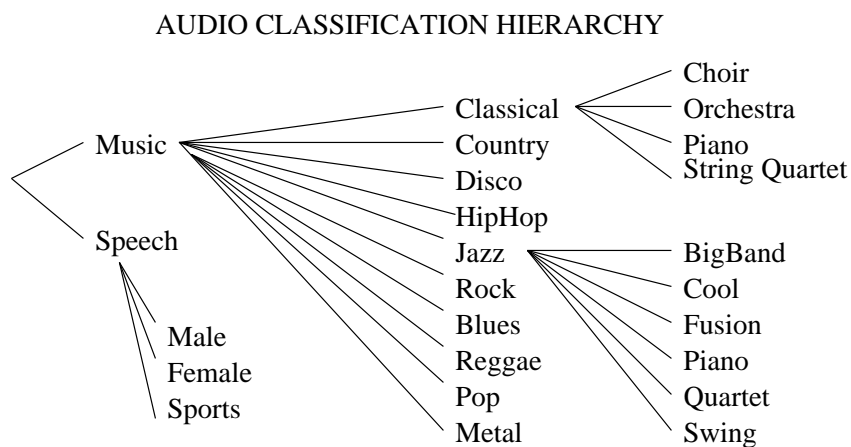 AUDIO CLASSIFICATION HIERARCHY
Music
Speech
Male
Female
Sports
Classical
Country
Disco
HipHop
Jazz
Rock
Blues
Reggae
Pop
Metal
Choir
Orchestra
Piano
String Quartet
BigBand
Cool
Fusion
Piano
Quartet
Swing